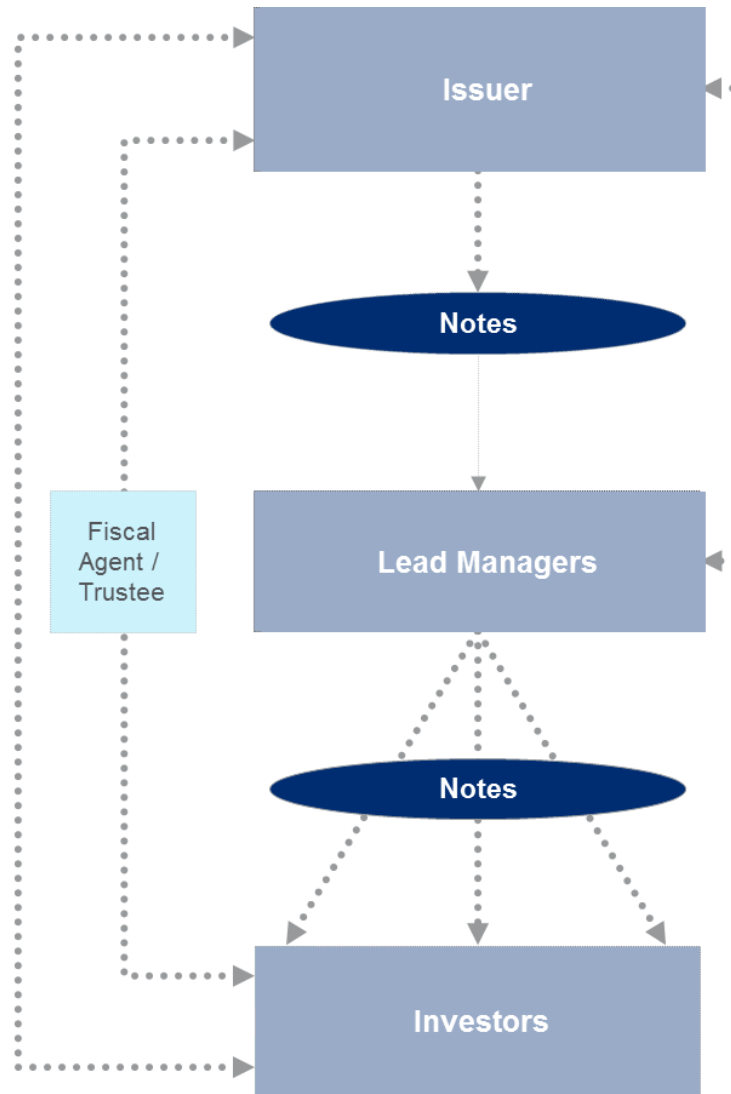 Issuer
Notes
Fiscal
Agent /
Trustee
Lead Managers
Notes
Investors